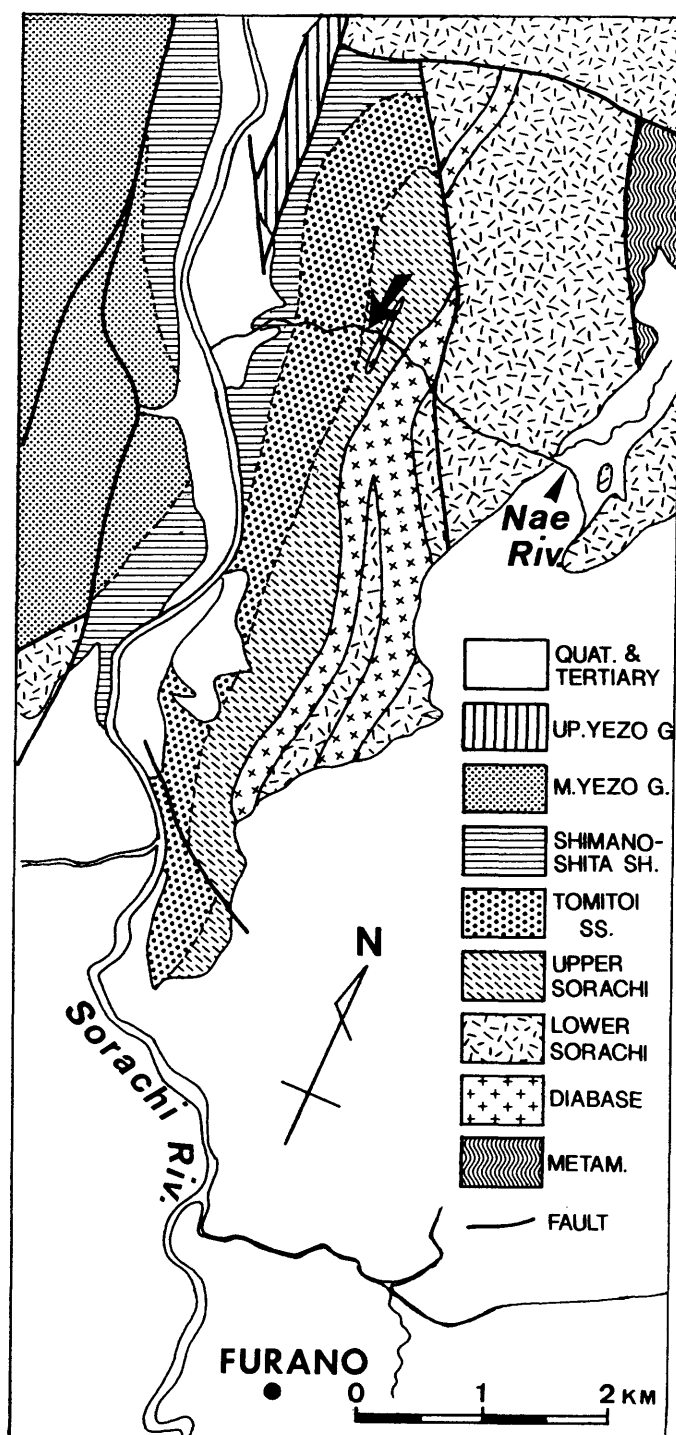 Nae
Riv.
QUAT. &
TERTIARY
UP. YEZO G
M. YEZO G.
SHIMANO-
SHITA SH.
TOMITOI
SS.
UPPER
SORACHI
LOWER
SORACHI
DIABASE
METAM.
FAULT
N
Sorachi Riv.
FURANO
0 1 2 KM